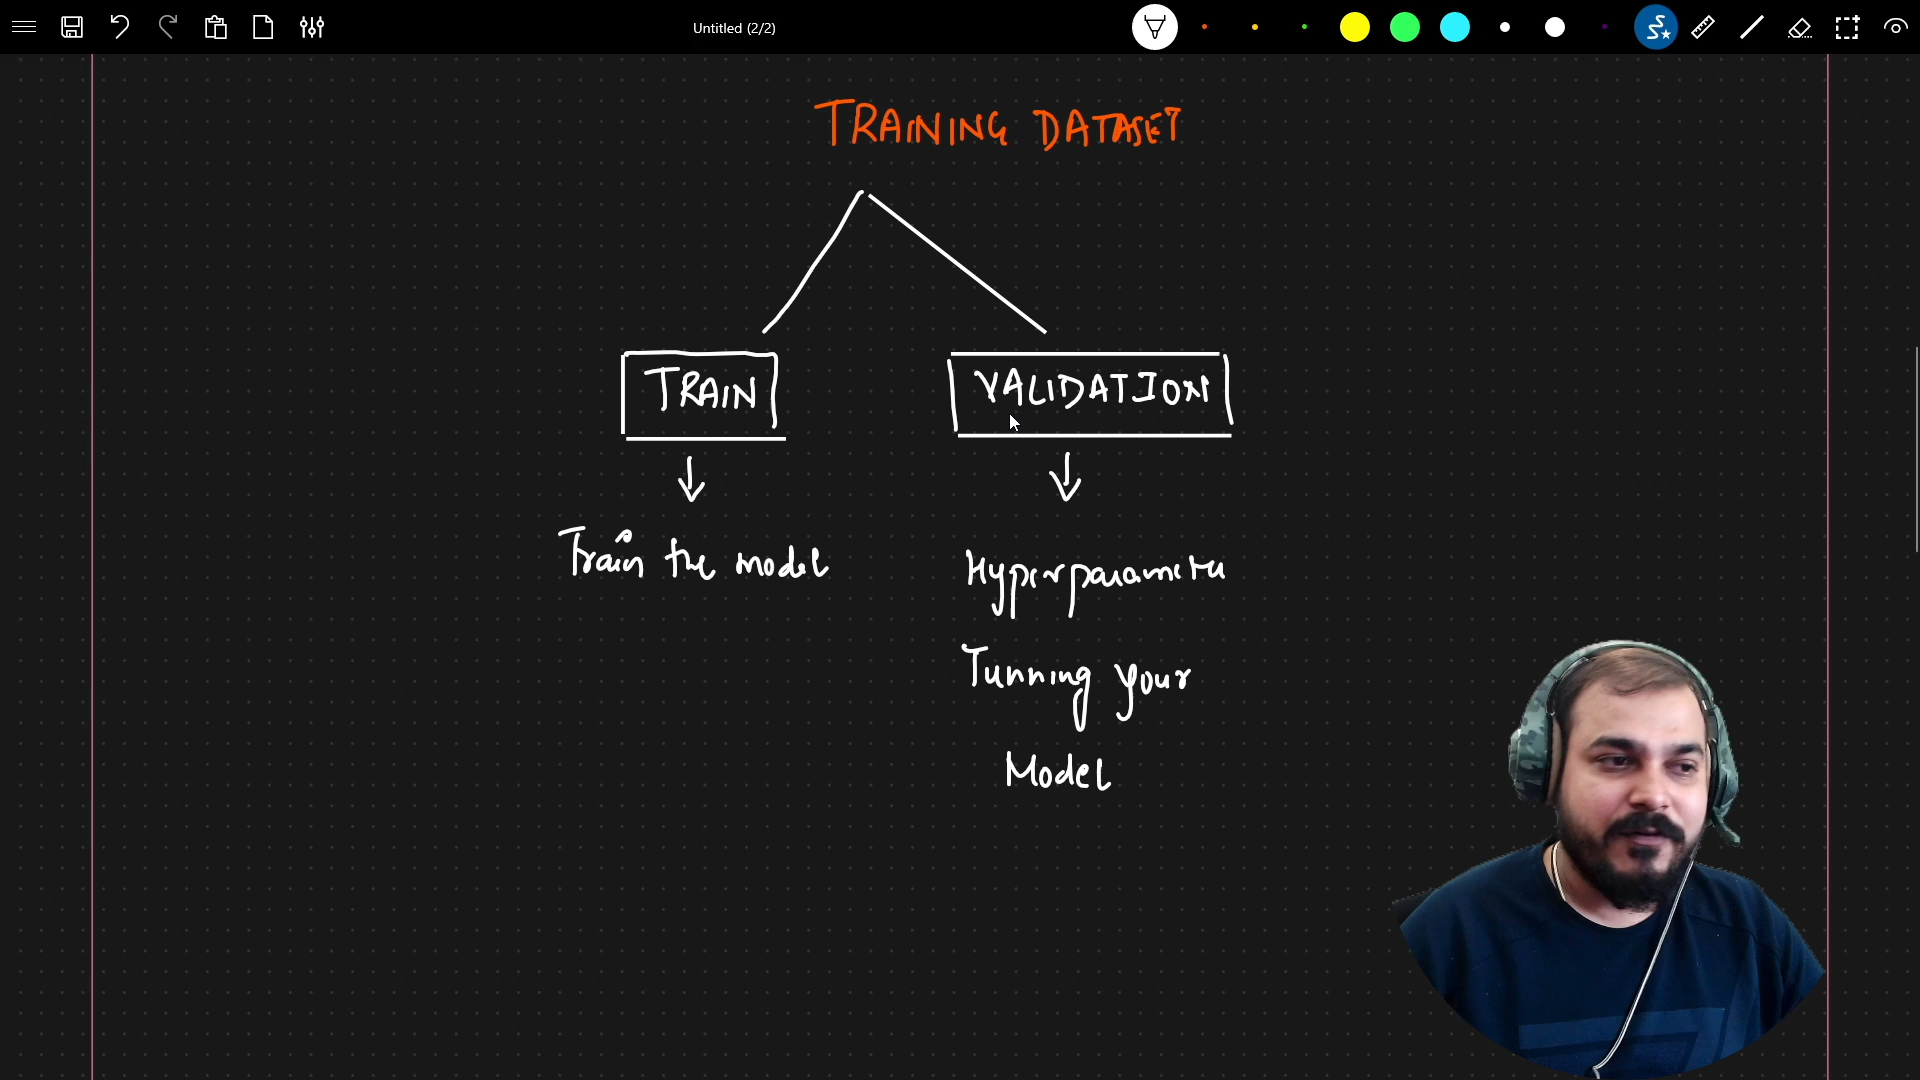 Untitled (2/2)
TRAINING DATASET
TRAIN
VALIDATION
Train the model
Hyperparameter
Tunning your
Model